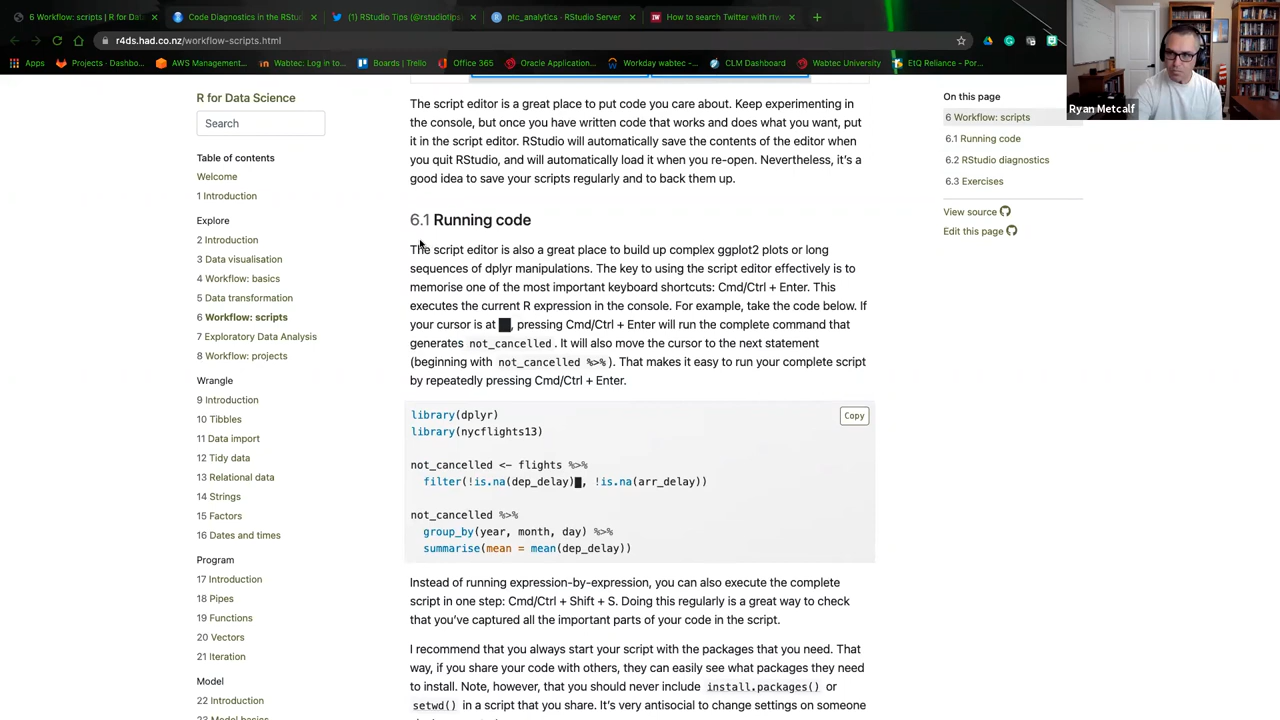 6 Workflow: scripts | R for Dat
Code Diagnostics in the RStud
(1) RStudio Tips (@rstudiotips
ptc_analytics - RStudio Server
How to search Twitter with rtw
r4ds.had.co.nz/workflow-scripts.html
Apps
Projects · Dashbo...
AWS Management...
Wabtec: Log in to...
Boards | Trello
Office 365
Oracle Application...
Workday wabtec -...
CLM Dashboard
Wabtec University
EtQ Reliance - Por...
Ryan Metcalf
R for Data Science
Search
Table of contents
Welcome
1 Introduction
Explore
2 Introduction
3 Data visualisation
4 Workflow: basics
5 Data transformation
6 Workflow: scripts
7 Exploratory Data Analysis
8 Workflow: projects
Wrangle
9 Introduction
10 Tibbles
11 Data import
12 Tidy data
13 Relational data
14 Strings
15 Factors
16 Dates and times
Program
17 Introduction
18 Pipes
19 Functions
20 Vectors
21 Iteration
Model
22 Introduction
23 Model basics
The script editor is a great place to put code you care about. Keep experimenting
in the console, but once you have written code that works and does what you want, put
it in the script editor. RStudio will automatically save the contents of the editor when
you quit RStudio, and will automatically load it when you re-open. Nevertheless, it's a
good idea to save your scripts regularly and to back them up.
6.1 Running code
The script editor is also a great place to build up complex ggplot2 plots or long
sequences of dplyr manipulations. The key to using the script editor effectively is to
memorise one of the most important keyboard shortcuts: Cmd/Ctrl + Enter. This
executes the current R expression in the console. For example, take the code below. If
your cursor is at █, pressing Cmd/Ctrl + Enter will run the complete command that
generates not_cancelled. It will also move the cursor to the next statement
(beginning with not_cancelled %>%). That makes it easy to run your complete script
by repeatedly pressing Cmd/Ctrl + Enter.
Copy
library(dplyr)
library(nycflights13)
not_cancelled <- flights %>%
filter(!is.na(dep_delay)█, !is.na(arr_delay))
not_cancelled %>%
group_by(year, month, day) %>%
summarise(mean = mean(dep_delay))
Instead of running expression-by-expression, you can also execute the complete
script in one step: Cmd/Ctrl + Shift + S. Doing this regularly is a great way to check
that you've captured all the important parts of your code in the script.
I recommend that you always start your script with the packages that you need. That
way, if you share your code with others, they can easily see what packages they need
to install. Note, however, that you should never include install.packages() or
setwd() in a script that you share. It's very antisocial to change settings on someone
On this page
6 Workflow: scripts
6.1 Running code
6.2 RStudio diagnostics
6.3 Exercises
View source
Edit this page